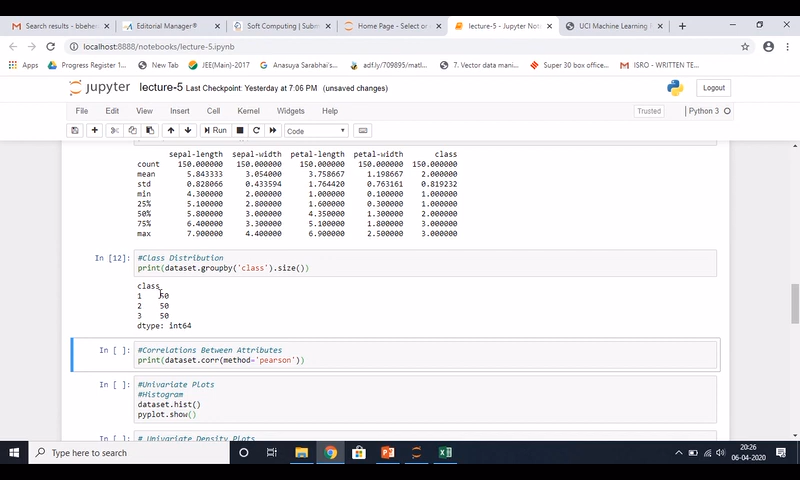 Search results - bbehei
Editorial Manager®
Soft Computing | Subm
Home Page - Select or c
lecture-5 - Jupyter Not
UCI Machine Learning R
localhost:8888/notebooks/lecture-5.ipynb
Apps
Progress Register 1...
New Tab
JEE(Main)-2017
Anasuya Sarabhai's...
adf.ly/709895/matl...
7. Vector data mani...
Super 30 box office...
ISRO - WRITTEN TE...
jupyter lecture-5 Last Checkpoint: Yesterday at 7:06 PM (unsaved changes)
Logout
File Edit View Insert Cell Kernel Widgets Help
Trusted
Python 3
Run
Code
sepal-length sepal-width petal-length petal-width class
count 150.000000 150.000000 150.000000 150.000000 150.000000
mean 5.843333 3.054000 3.758667 1.198667 2.000000
std 0.828066 0.433594 1.764420 0.763161 0.819232
min 4.300000 2.000000 1.000000 0.100000 1.000000
25% 5.100000 2.800000 1.600000 0.300000 1.000000
50% 5.800000 3.000000 4.350000 1.300000 2.000000
75% 6.400000 3.300000 5.100000 1.800000 3.000000
max 7.900000 4.400000 6.900000 2.500000 3.000000
In [12]:
#Class Distribution
print(dataset.groupby('class').size())
class
1 50
2 50
3 50
dtype: int64
In [ ]:
#Correlations Between Attributes
print(dataset.corr(method='pearson'))
In [ ]:
#Univariate Plots
#Histogram
dataset.hist()
pyplot.show()
# Univariate Density Plots
Type here to search
20:26
06-04-2020